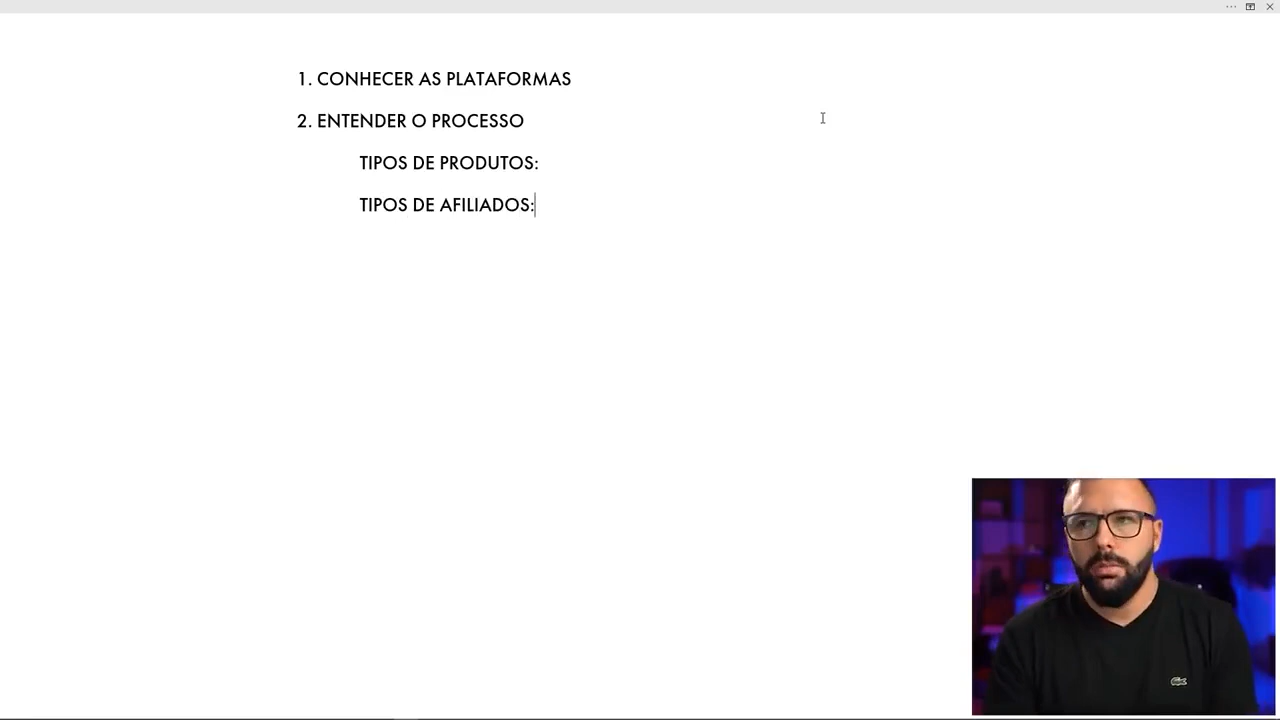 1. CONHECER AS PLATAFORMAS
2. ENTENDER O PROCESSO
TIPOS DE PRODUTOS:
TIPOS DE AFILIADOS: